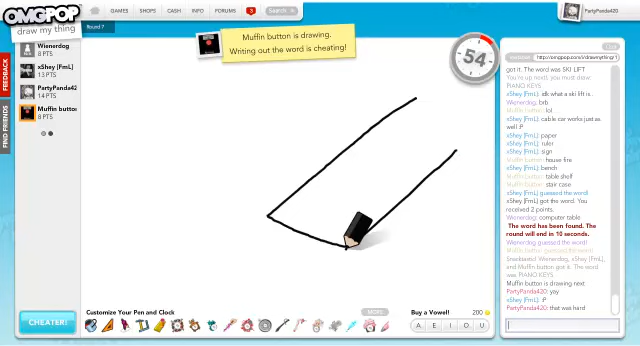 OMGPOP
draw my thing
GAMES
SHOPS
CASH
INFO
FORUMS
3
Search
PartyPanda420
Round 7
Muffin button is drawing.
Writing out the word is cheating!
54
FEEDBACK
FIND FRIENDS
Wienerdog
8 PTS
xShey [FmL]
13 PTS
PartyPanda42
14 PTS
Muffin button
8 PTS
http://omgpop.com/drawmything/1
got it. The word was SKI LIFT
You're up next!, you must draw:
PIANO KEYS
xShey [FmL]: idk what a ski lift is .
Wienerdog: brb
Muffin button: lol
xShey [FmL]: cable car works just as
well :P
xShey [FmL]: paper
xShey [FmL]: ruler
xShey [FmL]: sign
Muffin button: house fire
xShey [FmL]: bench
Muffin button: table shelf
Muffin button: stair case
xShey [FmL] guessed the word!
xShey [FmL] got the word. You
received 2 points.
Wienerdog: computer table
The word has been found. The
round will end in 10 seconds.
Wienerdog guessed the word!
Muffin button guessed the word!
Smacktastic! Wienerdog, xShey [FmL],
and Muffin button got it. The word
was PIANO KEYS
Muffin button is drawing next
PartyPanda420: yay
xShey [FmL]: :P
PartyPanda420: that was hard
CHEATER!
Customize Your Pen and Clock
MORE
Buy a Vowel!
200
A E I O U